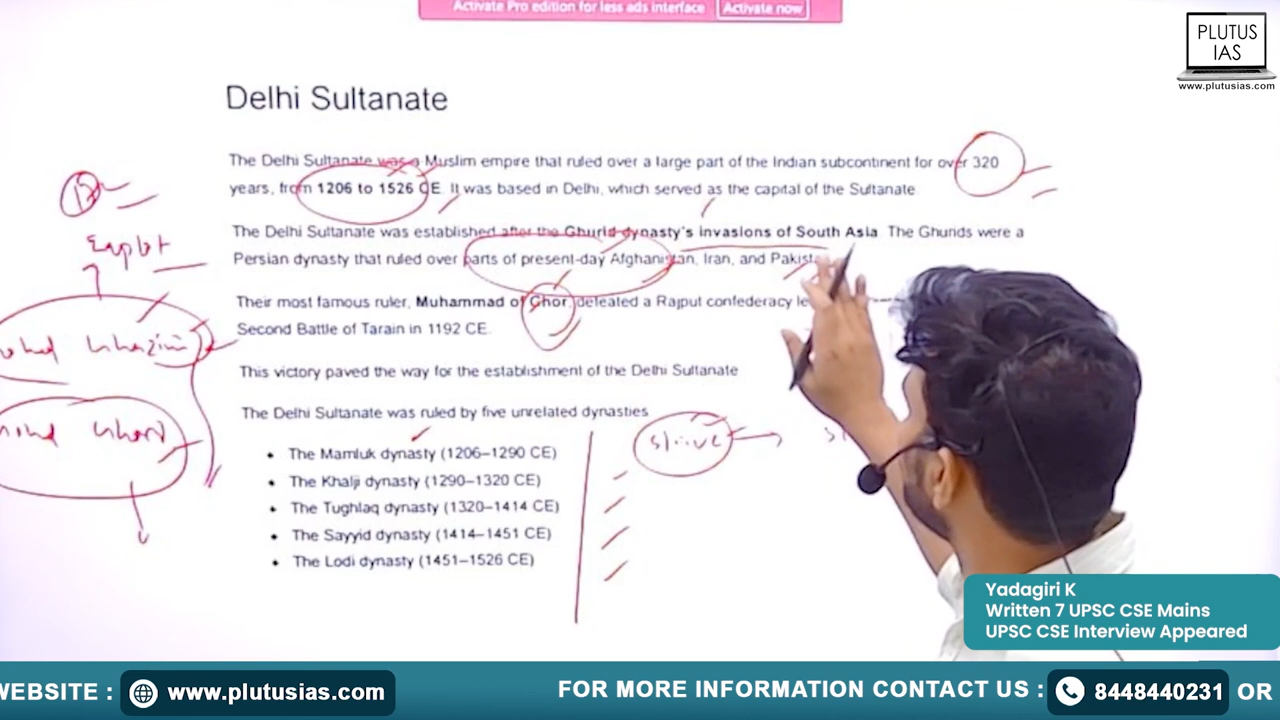 Activate Pro edition for less ads interface Activate now
PLUTUS
IAS
www.plutusias.com
Delhi Sultanate
The Delhi Sultanate was a Muslim empire that ruled over a large part of the Indian subcontinent for over 320
years, from 1206 to 1526 CE. It was based in Delhi, which served as the capital of the Sultanate.
The Delhi Sultanate was established after the Ghurid dynasty's invasions of South Asia. The Ghurids were a
Persian dynasty that ruled over parts of present-day Afghanistan, Iran, and Pakist
Their most famous ruler, Muhammad of Ghor, defeated a Rajput confederacy le
Second Battle of Tarain in 1192 CE.
This victory paved the way for the establishment of the Delhi Sultanate
The Delhi Sultanate was ruled by five unrelated dynasties
• The Mamluk dynasty (1206–1290 CE)
• The Khalji dynasty (1290–1320 CE)
• The Tughlaq dynasty (1320–1414 CE)
• The Sayyid dynasty (1414–1451 CE)
• The Lodi dynasty (1451–1526 CE)
Yadagiri K
Written 7 UPSC CSE Mains
UPSC CSE Interview Appeared
WEBSITE : www.plutusias.com FOR MORE INFORMATION CONTACT US : 8448440231 OR